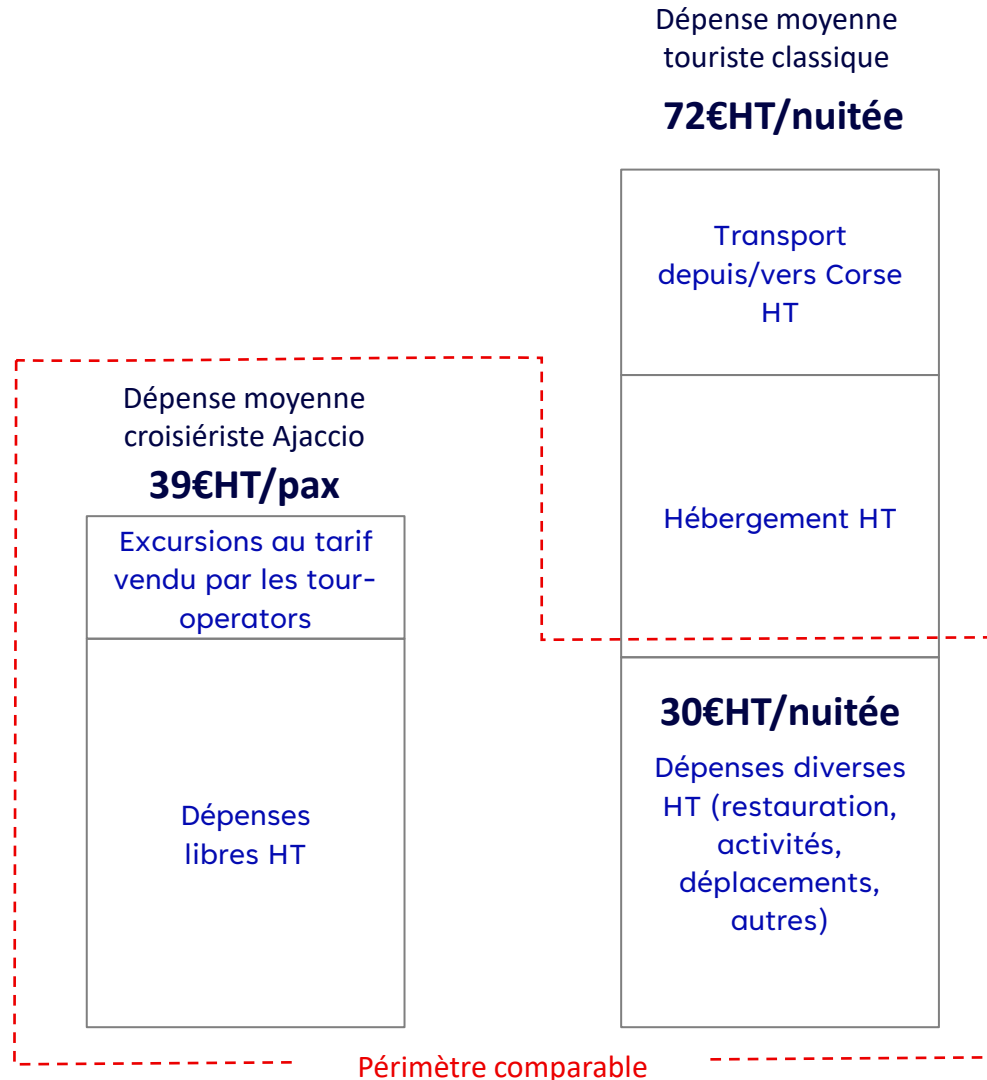 Dépense moyenne
touriste classique
72€HT/nuitée
Transport
depuis/vers Corse
HT
Hébergement HT
30€HT/nuitée
Dépenses diverses
HT (restauration,
activités,
déplacements,
autres)
Dépense moyenne
croisiériste Ajaccio
39€HT/pax
Excursions au tarif
vendu par les tour-
operators
Dépenses
libres HT
Périmètre comparable